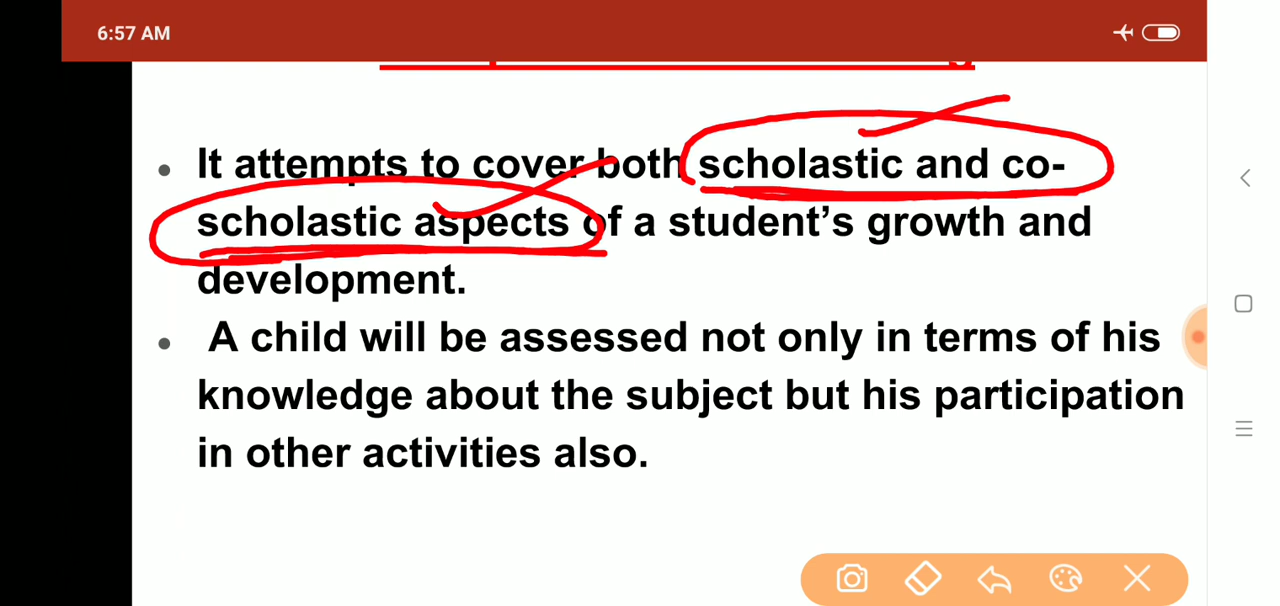 6:57 AM
• It attempts to cover both scholastic and co-
scholastic aspects of a student’s growth and
development.
• A child will be assessed not only in terms of his
knowledge about the subject but his participation
in other activities also.